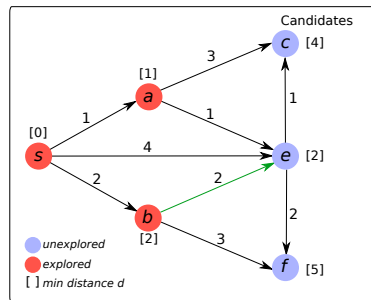 Candidates
c [4]
3
[1]
a
1
1
1
[0]
s
4
e [2]
2
2
2
b
[2]
3
f [5]
unexplored
explored
[ ] min distance d